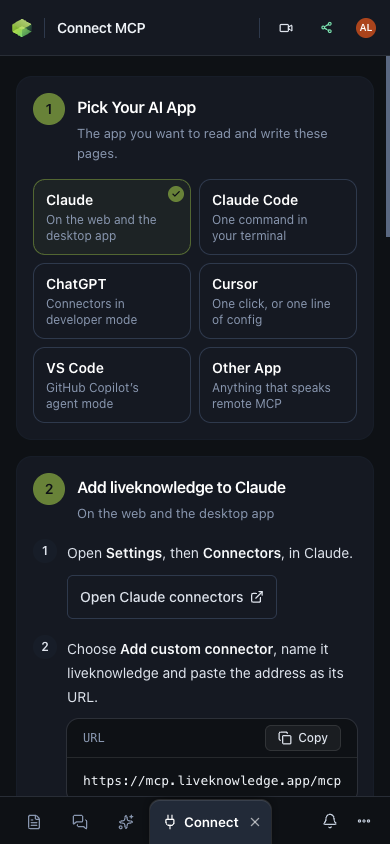 Connect MCP
AL
1
Pick Your AI App
The app you want to read and write these
pages.
Claude
On the web and the
desktop app
Claude Code
One command in
your terminal
ChatGPT
Connectors in
developer mode
Cursor
One click, or one line
of config
VS Code
GitHub Copilot's
agent mode
Other App
Anything that speaks
remote MCP
2
Add liveknowledge to Claude
On the web and the desktop app
1
Open Settings, then Connectors, in Claude.
Open Claude connectors
2
Choose Add custom connector, name it
liveknowledge and paste the address as its
URL.
URL
Copy
https://mcp.liveknowledge.app/mcp
Connect